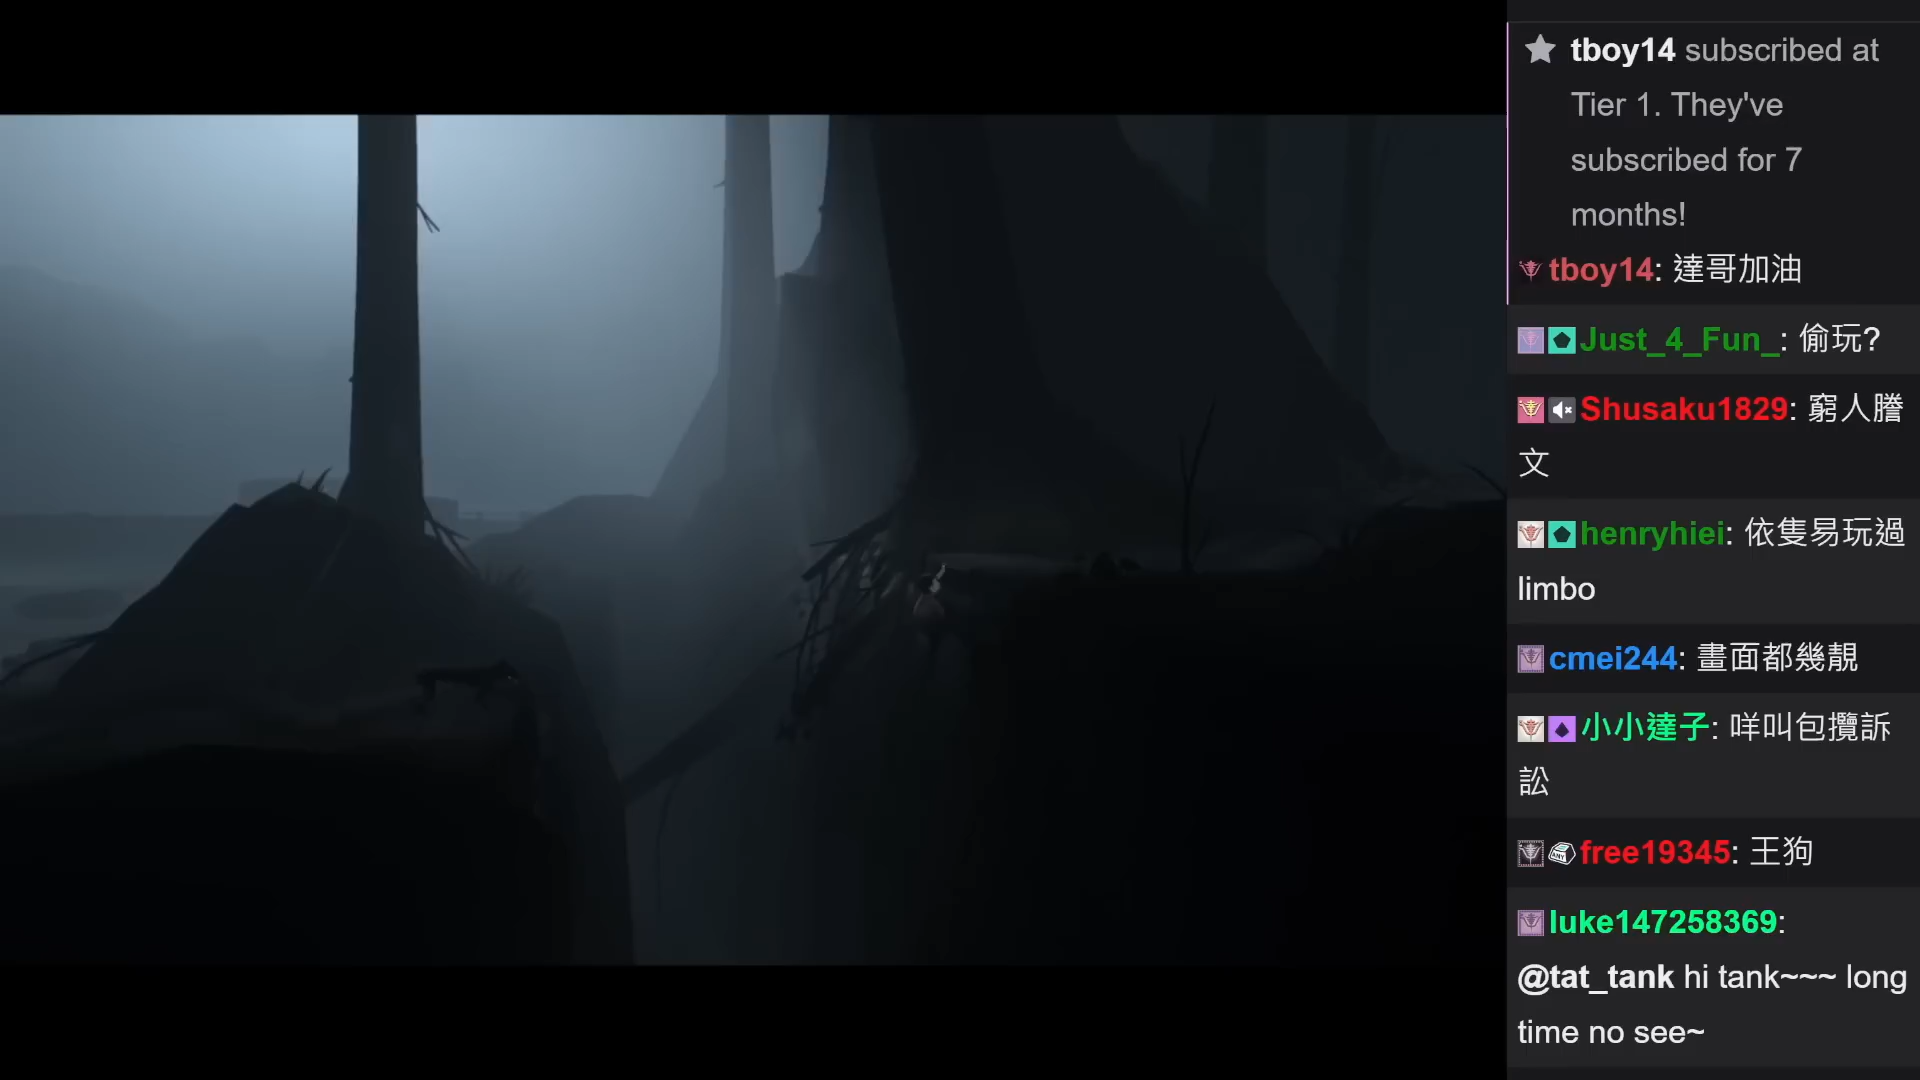 tboy14 subscribed at
Tier 1. They've
subscribed for 7
months!
tboy14: 達哥加油
Just_4_Fun_: 偷玩?
Shusaku1829: 窮人謄
文
henryhiei: 依隻易玩過
limbo
cmei244: 畫面都幾靚
小小達子: 咩叫包攬訴
訟
free19345: 王狗
luke147258369:
@tat_tank hi tank~~~ long
time no see~